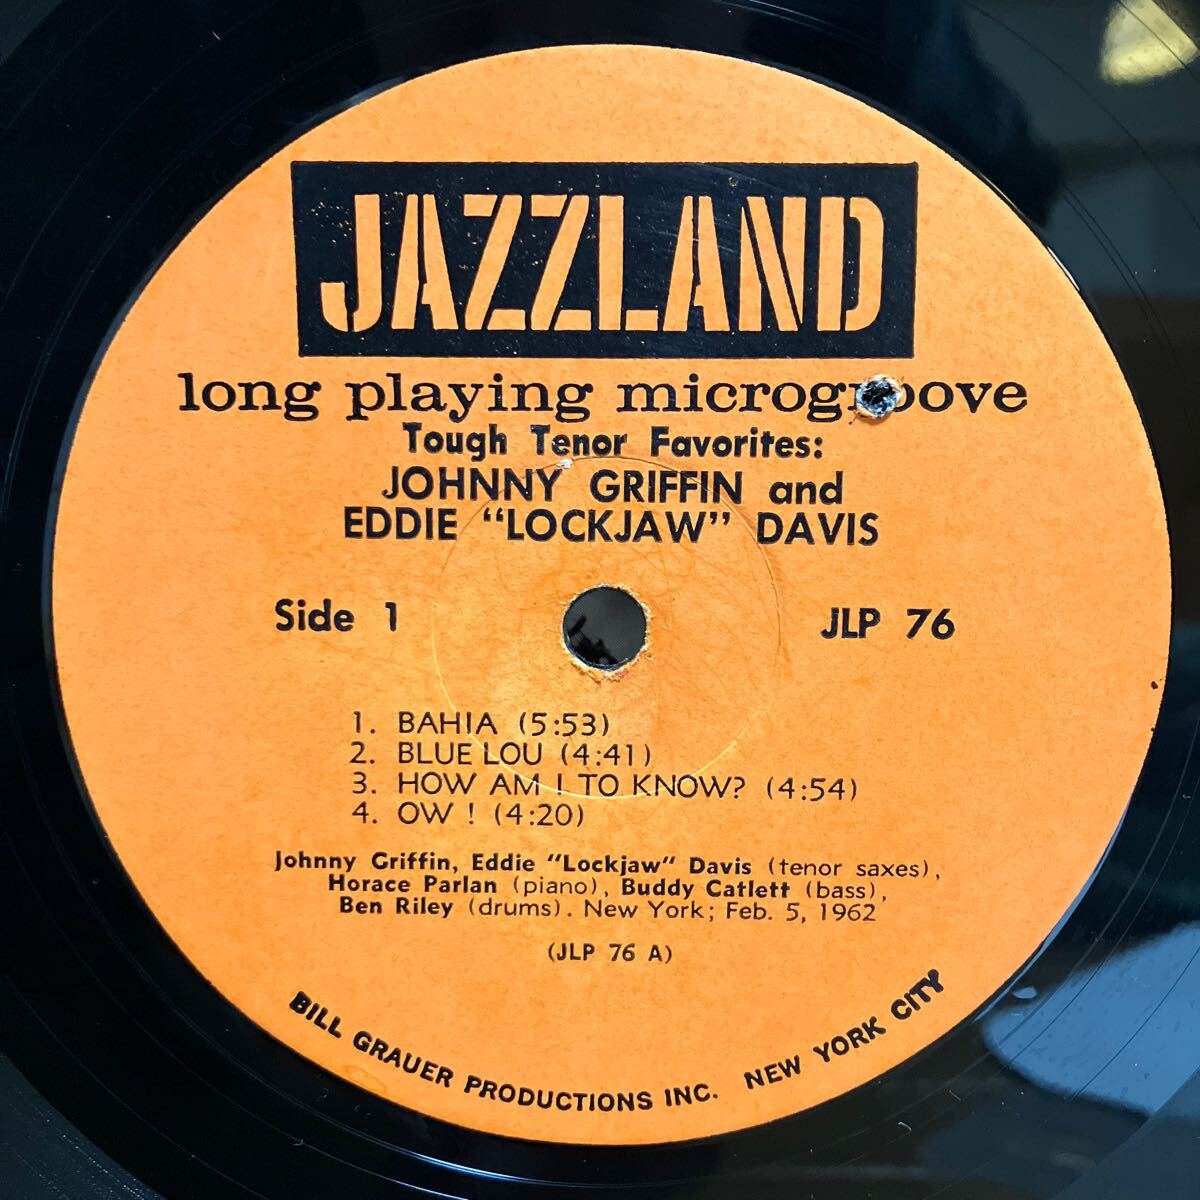 JAZZLAND
long playing microgroove
Tough Tenor Favorites:
JOHNNY GRIFFIN and
EDDIE "LOCKJAW" DAVIS
Side 1
JLP 76
1. BAHIA (5:53)
2. BLUE LOU (4:41)
3. HOW AM I TO KNOW? (4:54)
4. OW ! (4:20)
Johnny Griffin, Eddie "Lockjaw" Davis (tenor saxes),
Horace Parlan (piano), Buddy Catlett (bass),
Ben Riley (drums). New York; Feb. 5, 1962
(JLP 76 A)
BILL GRAUER PRODUCTIONS INC. NEW YORK CITY